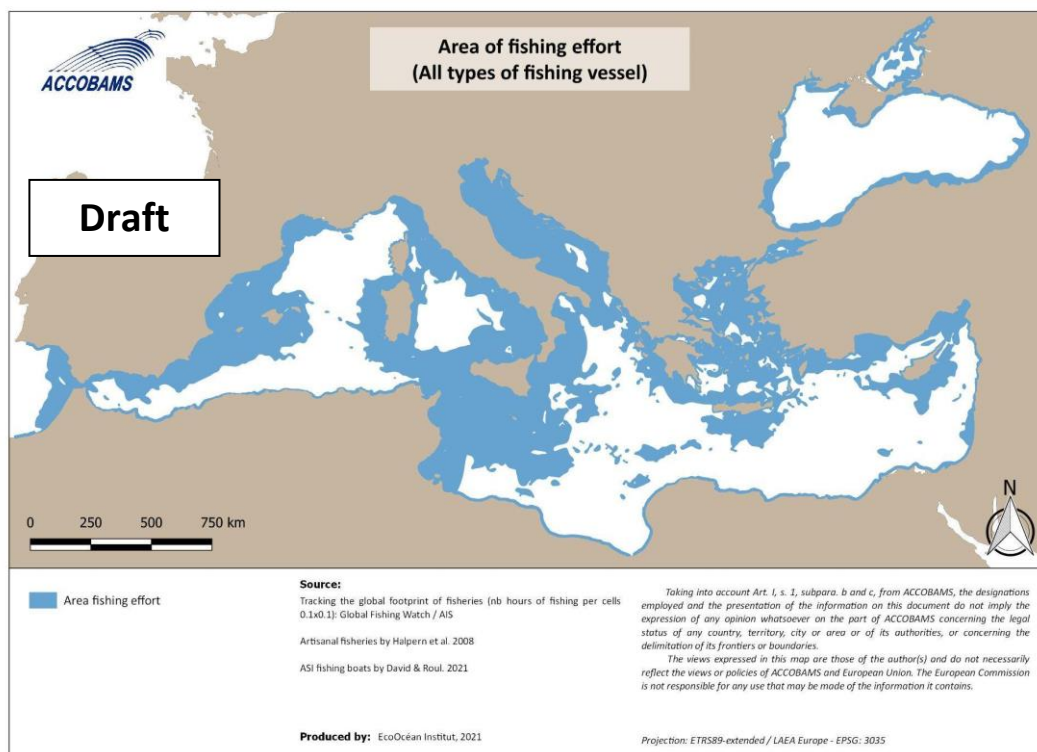 ACCOBAMS
Area of fishing effort
(All types of fishing vessel)
Draft
0 250 500 750 km
N
Area fishing effort
Source:
Tracking the global footprint of fisheries (nb hours of fishing per cells
0.1x0.1): Global Fishing Watch / AIS
Artisanal fisheries by Halpern et al. 2008
ASI fishing boats by David & Roul. 2021
Produced by: EcoOcéan Institut, 2021
Taking into account Art. I, s. 1, subpara. b and c, from ACCOBAMS, the designations
employed and the presentation of the information on this document do not imply the
expression of any opinion whatsoever on the part of ACCOBAMS concerning the legal
status of any country, territory, city or area or of its authorities, or concerning the
delimitation of its frontiers or boundaries.
The views expressed in this map are those of the author(s) and do not necessarily
reflect the views or policies of ACCOBAMS and European Union. The European Commission
is not responsible for any use that may be made of the information it contains.
Projection: ETRS89-extended / LAEA Europe - EPSG: 3035